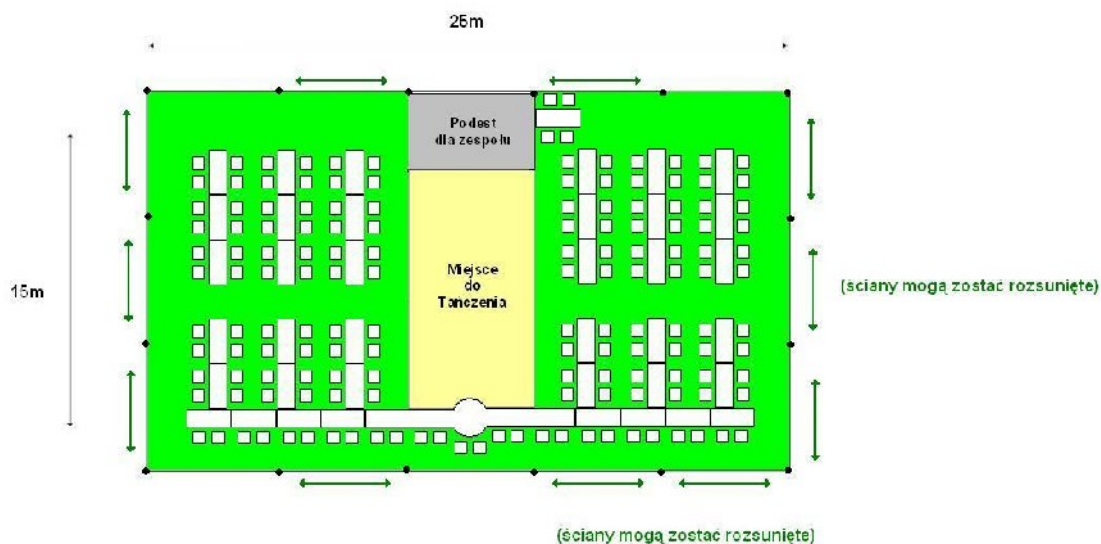 25m
Podest
dla zespołu
Miejsce
do
Tańczenia
15m
(ściany mogą zostać rozsunięte)
(ściany mogą zostać rozsunięte)